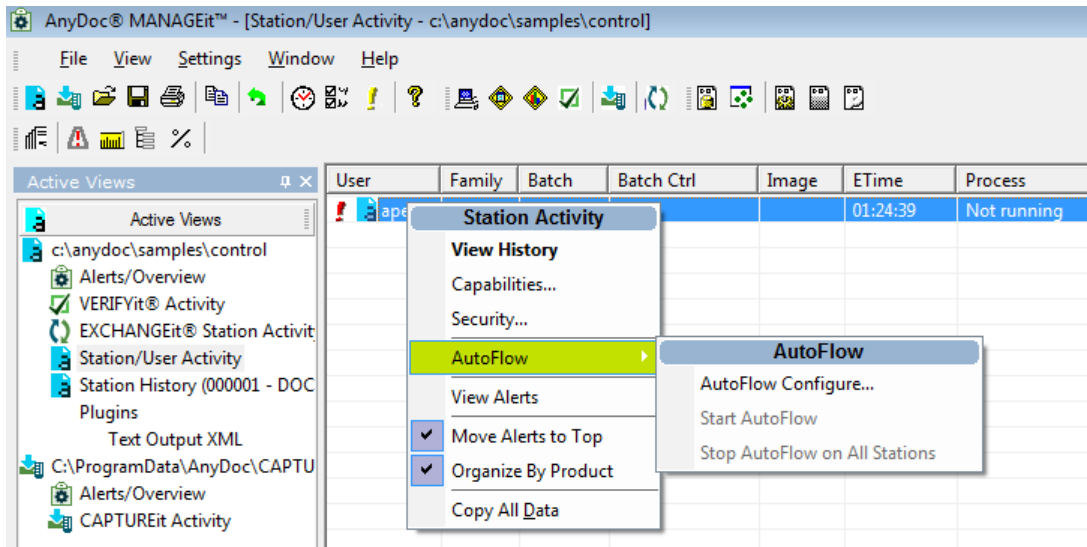 AnyDoc® MANAGEit™ - [Station/User Activity - c:\anydoc\samples\control]
File View Settings Window Help
Active Views
User Family Batch Batch Ctrl Image ETime Process
Active Views
01:24:39 Not running
c:\anydoc\samples\control
Alerts/Overview
VERIFYit® Activity
EXCHANGEit® Station Activit
Station/User Activity
Station History (000001 - DOC
Plugins
Text Output XML
C:\ProgramData\AnyDoc\CAPTU
Alerts/Overview
CAPTUREit Activity
Station Activity
View History
Capabilities...
Security...
AutoFlow
View Alerts
Move Alerts to Top
Organize By Product
Copy All Data
AutoFlow
AutoFlow Configure...
Start AutoFlow
Stop AutoFlow on All Stations